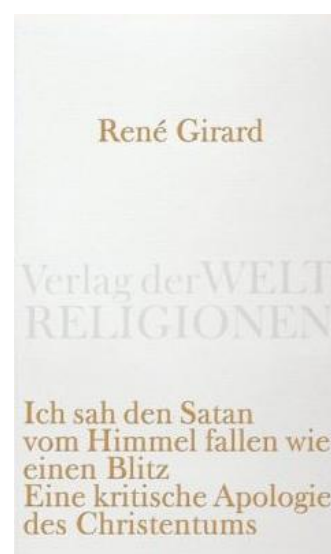 René Girard
Verlag der WELT
RELIGIONEN
Ich sah den Satan
vom Himmel fallen wie
einen Blitz
Eine kritische Apologie
des Christentums